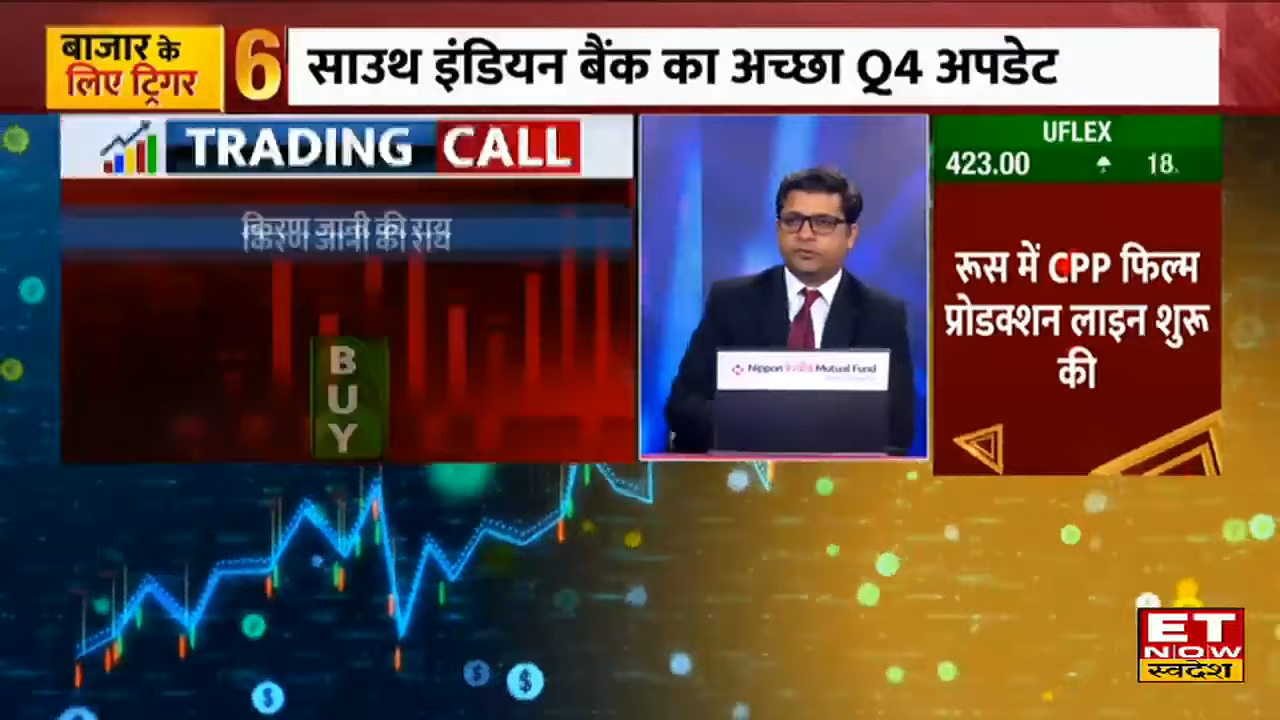 बाजार के
लिए ट्रिगर
6
साउथ इंडियन बैंक का अच्छा Q4 अपडेट
TRADING CALL
किरण जानी की राय
BUY
Nippon India Mutual Fund
UFLEX
423.00 18.
रूस में CPP फिल्म
प्रोडक्शन लाइन शुरू
की
ET
NOW
स्वदेश